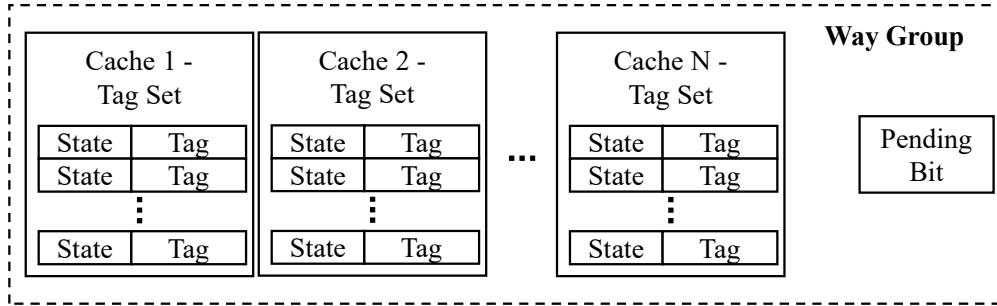 Way Group
Cache 1 -
Tag Set
State Tag
State Tag
State Tag
Cache 2 -
Tag Set
State Tag
State Tag
State Tag
...
Cache N -
Tag Set
State Tag
State Tag
State Tag
Pending
Bit